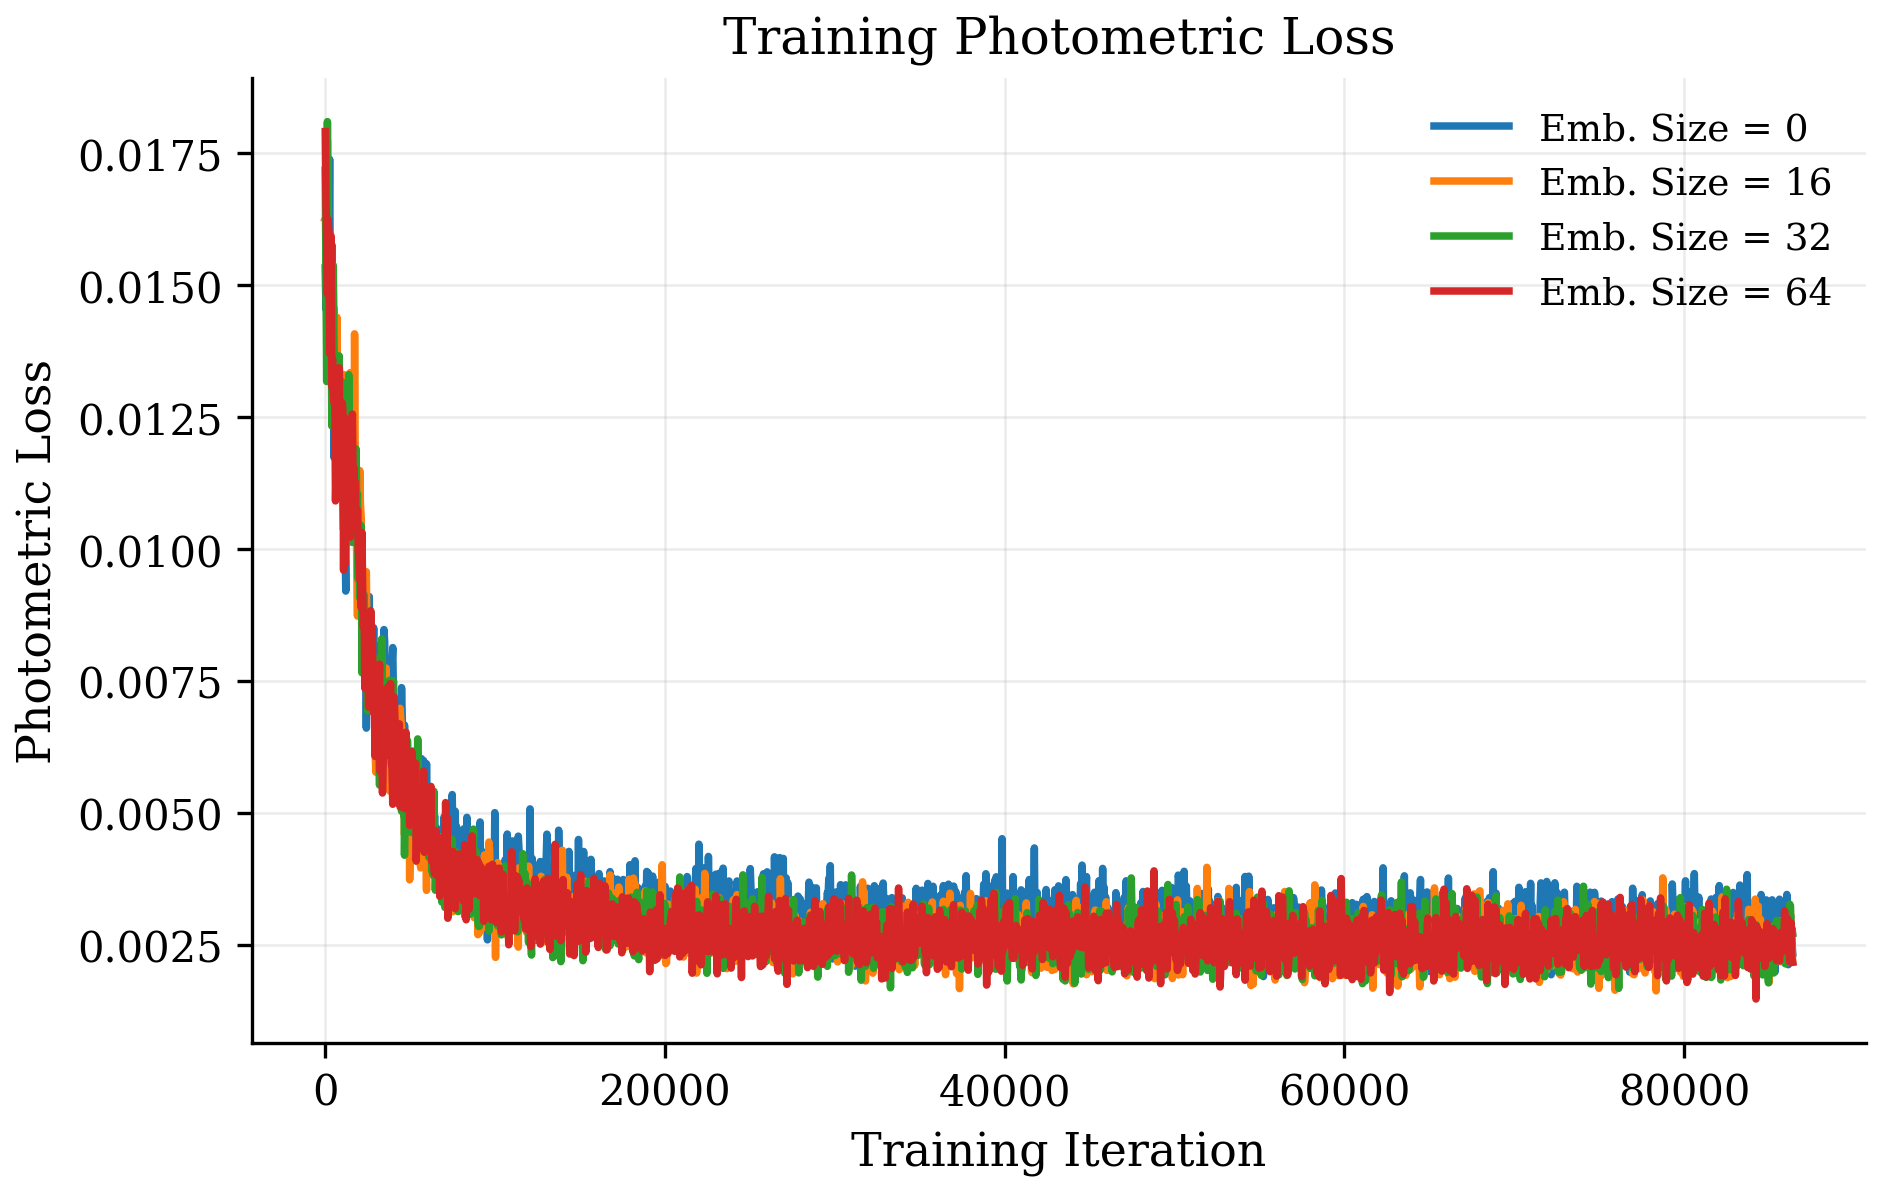 Training Photometric Loss
Emb. Size = 0
Emb. Size = 16
Emb. Size = 32
Emb. Size = 64
Photometric Loss
0.0175
0.0150
0.0125
0.0100
0.0075
0.0050
0.0025
0 20000 40000 60000 80000
Training Iteration